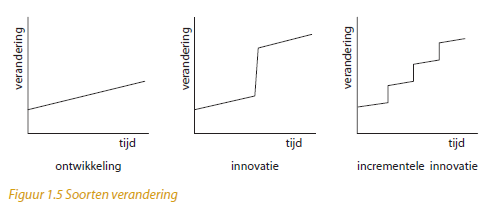 verandering
tijd
ontwikkeling
verandering
tijd
innovatie
verandering
tijd
incrementele innovatie
Figuur 1.5 Soorten verandering